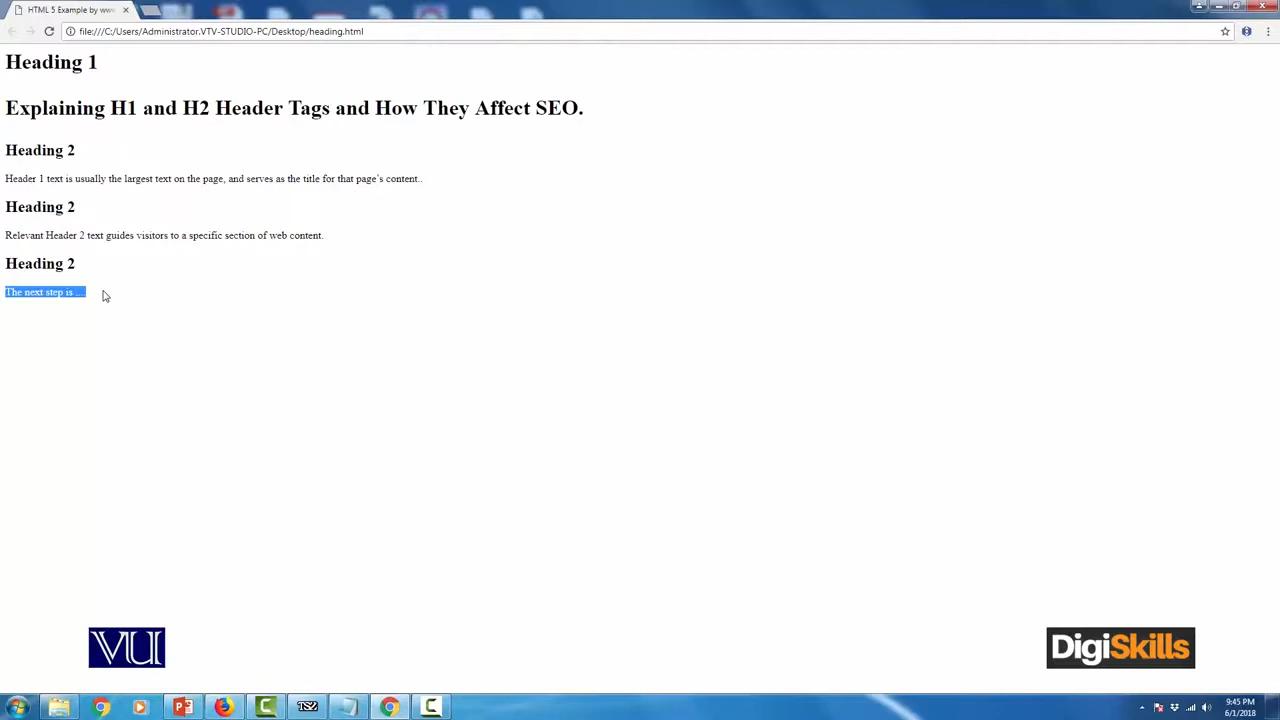 HTML 5 Example by www
file:///C:/Users/Administrator.VTV-STUDIO-PC/Desktop/heading.html
Heading 1
Explaining H1 and H2 Header Tags and How They Affect SEO.
Heading 2
Header 1 text is usually the largest text on the page, and serves as the title for that page's content..
Heading 2
Relevant Header 2 text guides visitors to a specific section of web content.
Heading 2
The next step is ....
VU
DigiSkills
TS2
9:45 PM
6/1/2018